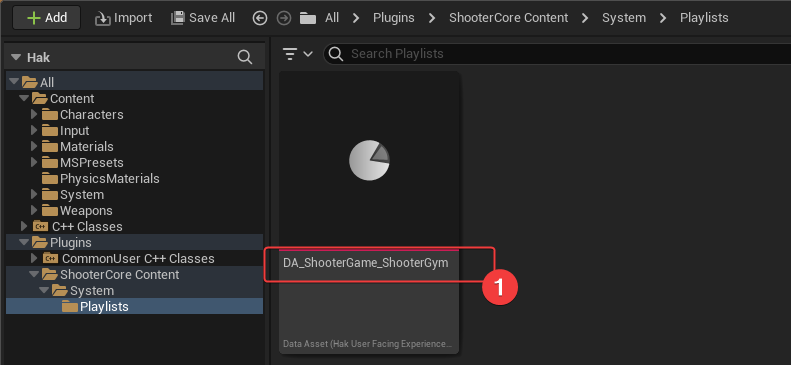 Add Import Save All All > Plugins > ShooterCore Content > System > Playlists
Hak
Search Playlists
All
Content
Characters
Input
Materials
MSPresets
PhysicsMaterials
System
Weapons
C++ Classes
Plugins
CommonUser C++ Classes
ShooterCore Content
System
Playlists
DA_ShooterGame_ShooterGym
1
Data Asset (Hak User Facing Experience...